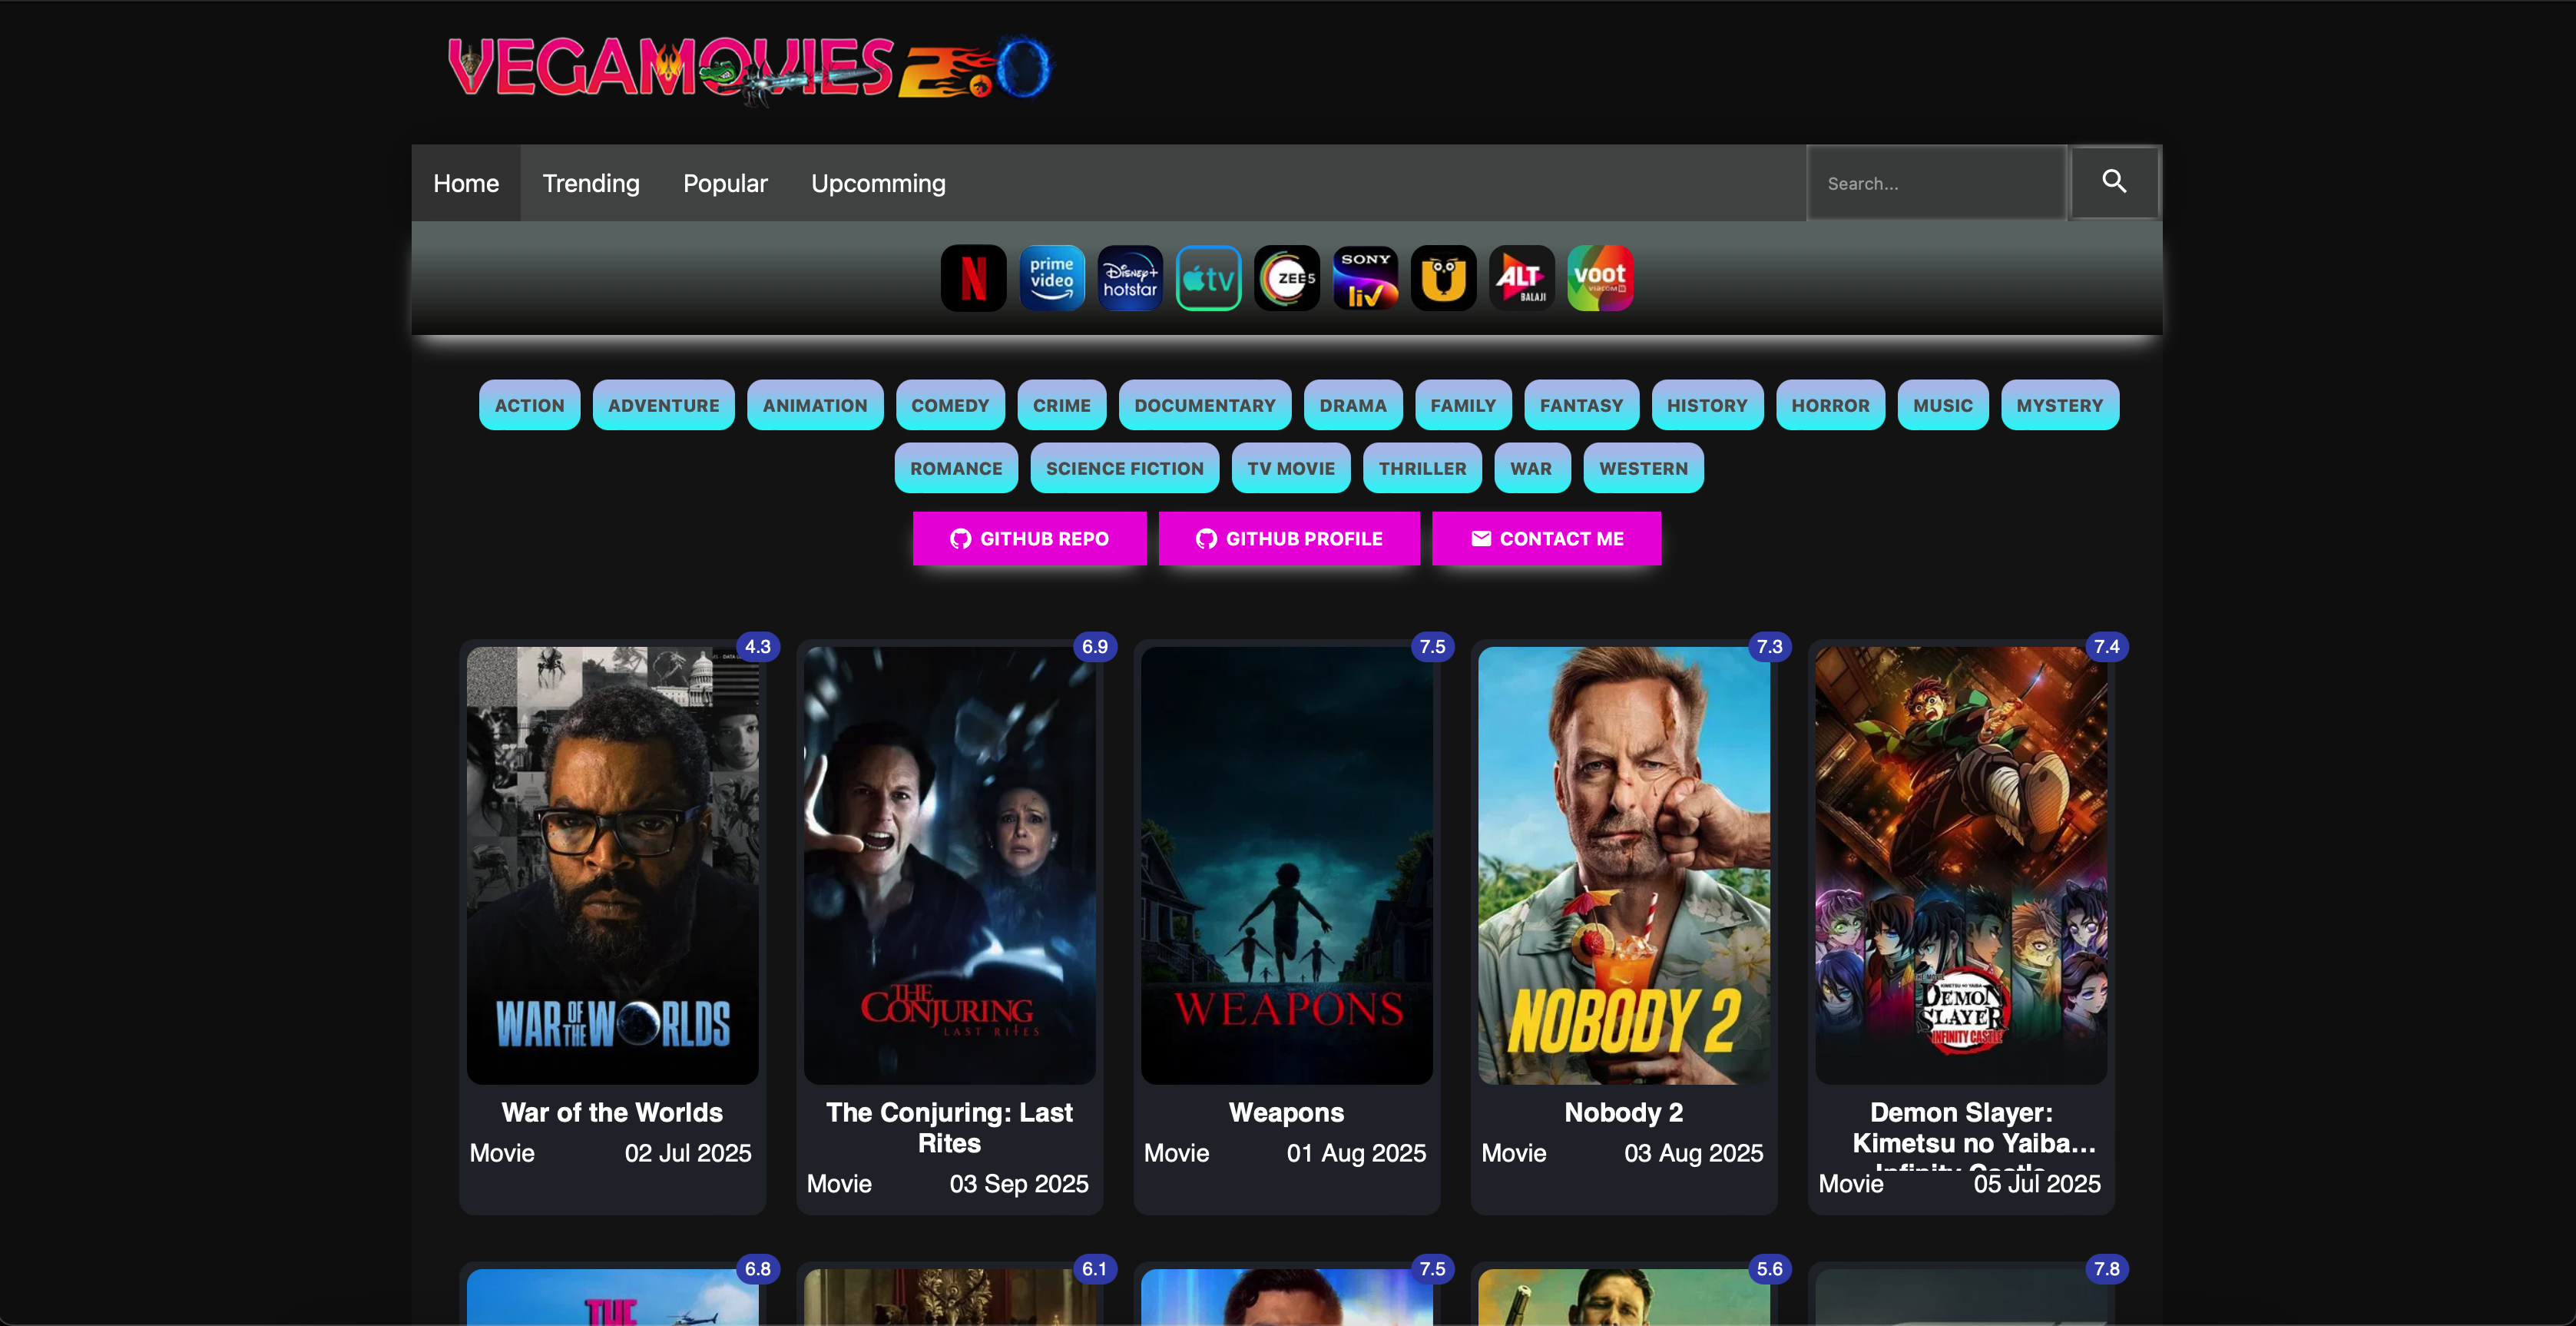 VEGAMOVIES 2.0
Home Trending Popular Upcomming Search...
N prime video Disney+ hotstar tv ZEE5 SONY liv U ALT BALAJI voot VIACOM18
ACTION ADVENTURE ANIMATION COMEDY CRIME DOCUMENTARY DRAMA FAMILY FANTASY HISTORY HORROR MUSIC MYSTERY
ROMANCE SCIENCE FICTION TV MOVIE THRILLER WAR WESTERN
GITHUB REPO GITHUB PROFILE CONTACT ME
4.3 6.9 7.5 7.3 7.4
WAR OF THE WORLDS
THE CONJURING
LAST RITES
WEAPONS
NOBODY 2
KIMETSU NO YAIBA
DEMON SLAYER
INFINITY CASTLE
War of the Worlds
Movie 02 Jul 2025
The Conjuring: Last
Rites
Movie 03 Sep 2025
Weapons
Movie 01 Aug 2025
Nobody 2
Movie 03 Aug 2025
Demon Slayer:
Kimetsu no Yaiba...
Infinity Castle
Movie 05 Jul 2025
6.8 6.1 7.5 5.6 7.8
THE